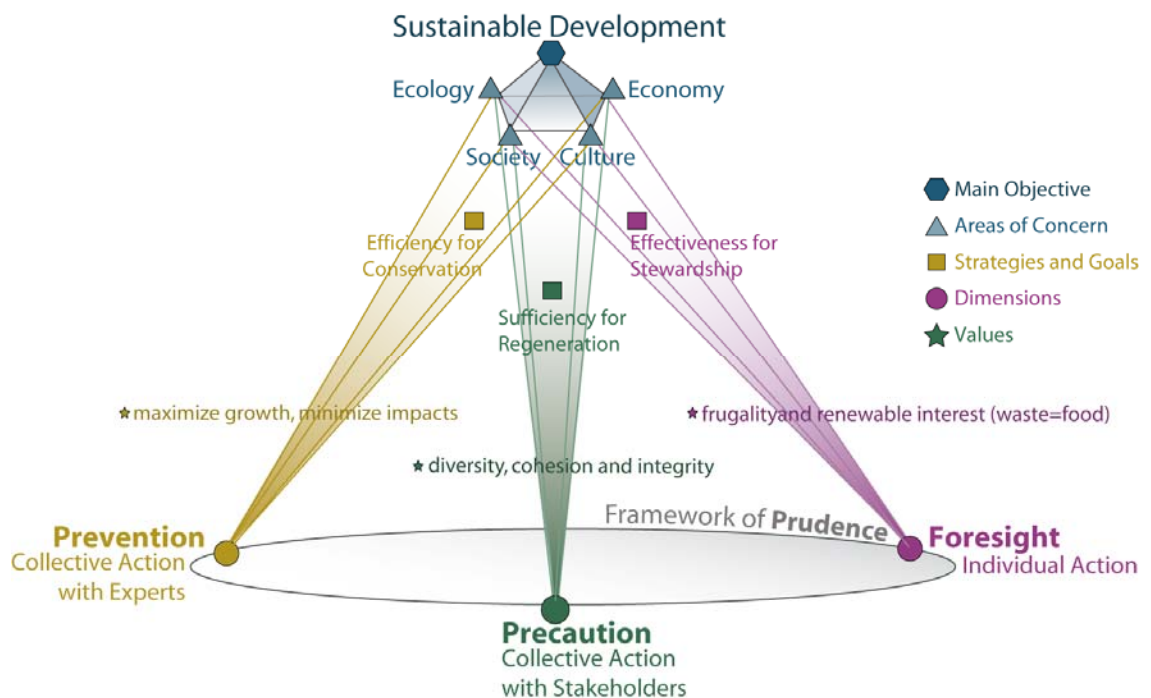 Sustainable Development
Ecology
Economy
Society
Culture
Main Objective
Areas of Concern
Strategies and Goals
Dimensions
Values
Efficiency for
Conservation
Effectiveness for
Stewardship
Sufficiency for
Regeneration
maximize growth, minimize impacts
frugalityand renewable interest (waste=food)
diversity, cohesion and integrity
Framework of Prudence
Prevention
Collective Action
with Experts
Foresight
Individual Action
Precaution
Collective Action
with Stakeholders